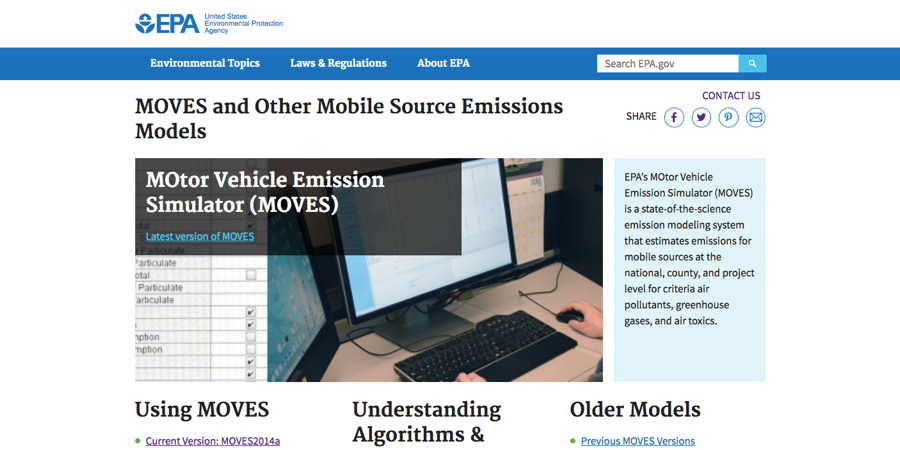 EPA
United States
Environmental Protection
Agency
Environmental Topics
Laws & Regulations
About EPA
Search EPA.gov
CONTACT US
SHARE
MOVES and Other Mobile Source Emissions
Models
MOtor Vehicle Emission
Simulator (MOVES)
Latest version of MOVES
Particulate
articulate
otal
Particulate
articulate
mption
mption
EPA's MOtor Vehicle
Emission Simulator (MOVES)
is a state-of-the-science
emission modeling system
that estimates emissions for
mobile sources at the
national, county, and project
level for criteria air
pollutants, greenhouse
gases, and air toxics.
Using MOVES
Current Version: MOVES2014a
Understanding
Algorithms &
Older Models
Previous MOVES Versions